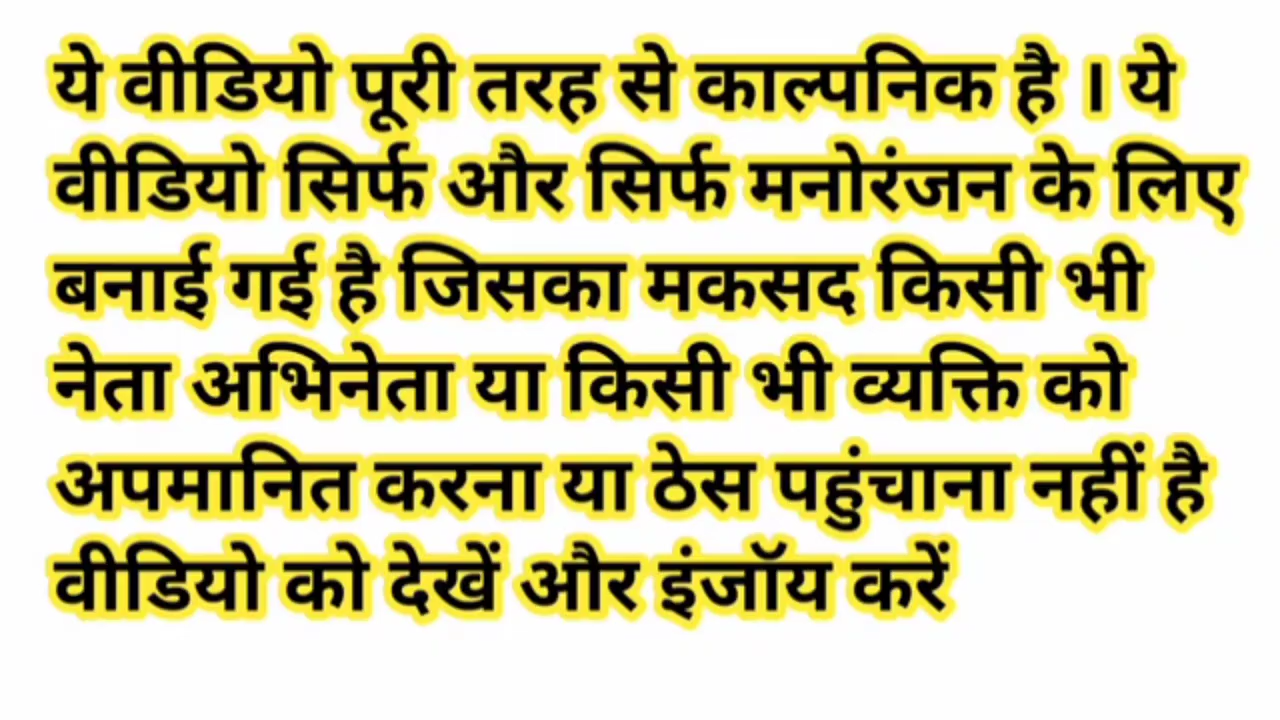 ये वीडियो पूरी तरह से काल्पनिक है । ये
वीडियो सिर्फ और सिर्फ मनोरंजन के लिए
बनाई गई है जिसका मकसद किसी भी
नेता अभिनेता या किसी भी व्यक्ति को
अपमानित करना या ठेस पहुंचाना नहीं है
वीडियो को देखें और इंजॉय करें